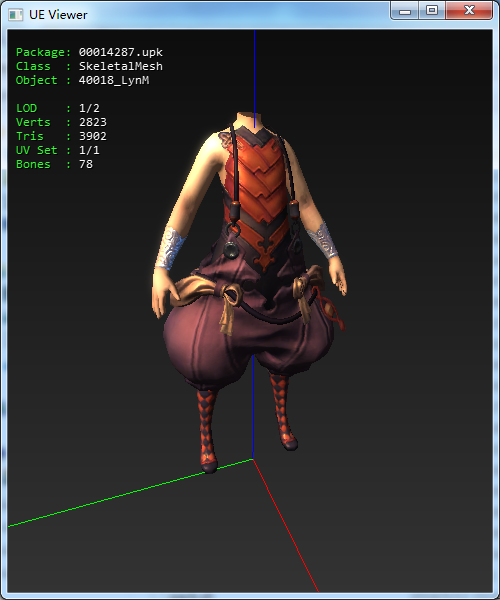 UE Viewer
Package: 00014287.upk
Class : SkeletalMesh
Object : 40018_LynM
LOD : 1/2
Verts : 2823
Tris : 3902
UV Set : 1/1
Bones : 78